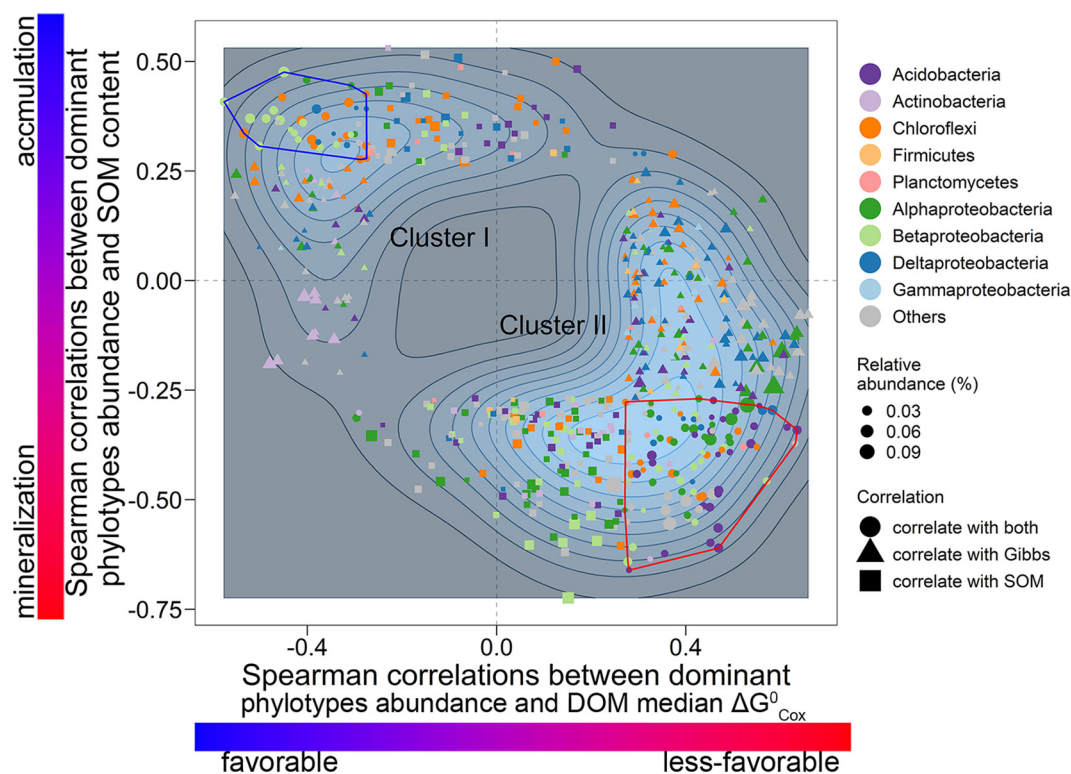 accmulation
mineralization
Spearman correlations between dominant
phylotypes abundance and SOM content
0.50
0.25
0.00
-0.25
-0.50
-0.75
Cluster I
Cluster II
-0.4
0.0
0.4
Spearman correlations between dominant
phylotypes abundance and DOM median ΔG⁰Cox
favorable
less-favorable
Acidobacteria
Actinobacteria
Chloroflexi
Firmicutes
Planctomycetes
Alphaproteobacteria
Betaproteobacteria
Deltaproteobacteria
Gammaproteobacteria
Others
Relative
abundance (%)
0.03
0.06
0.09
Correlation
correlate with both
correlate with Gibbs
correlate with SOM